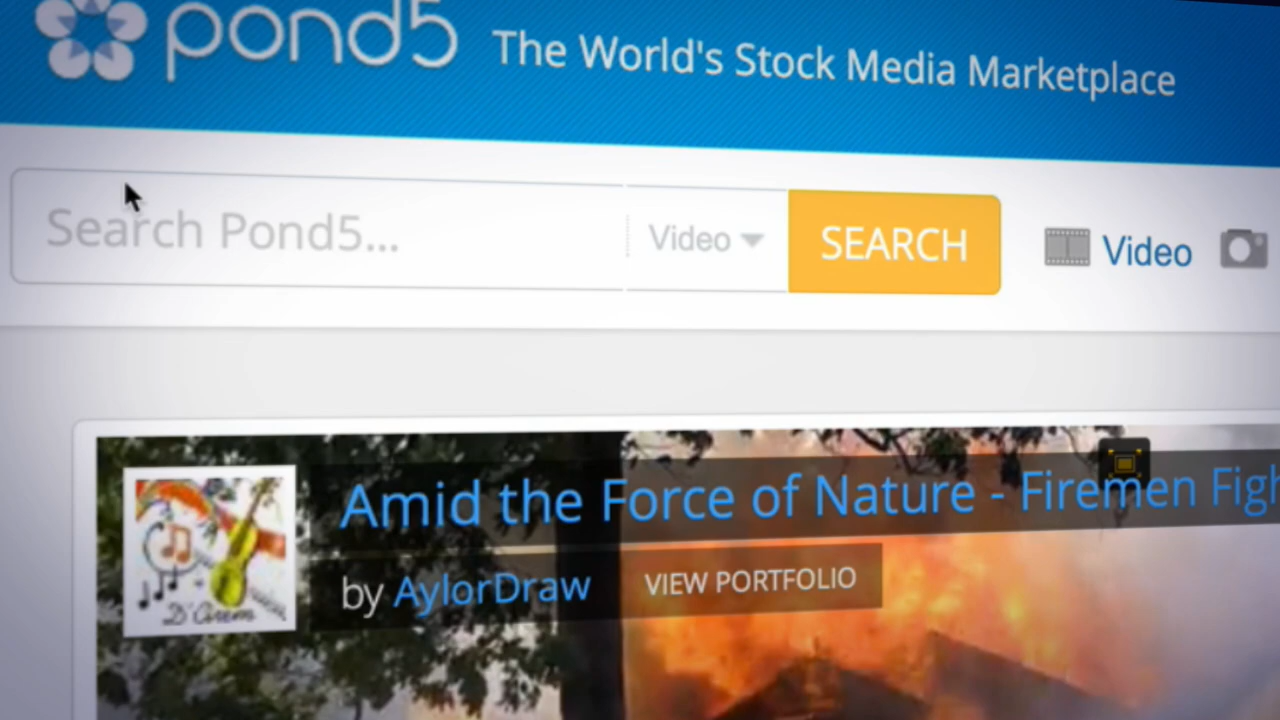 pond5
The World's Stock Media Marketplace
Search Pond5...
Video
SEARCH
Video
Amid the Force of Nature - Firemen Figh
by AylorDraw
VIEW PORTFOLIO